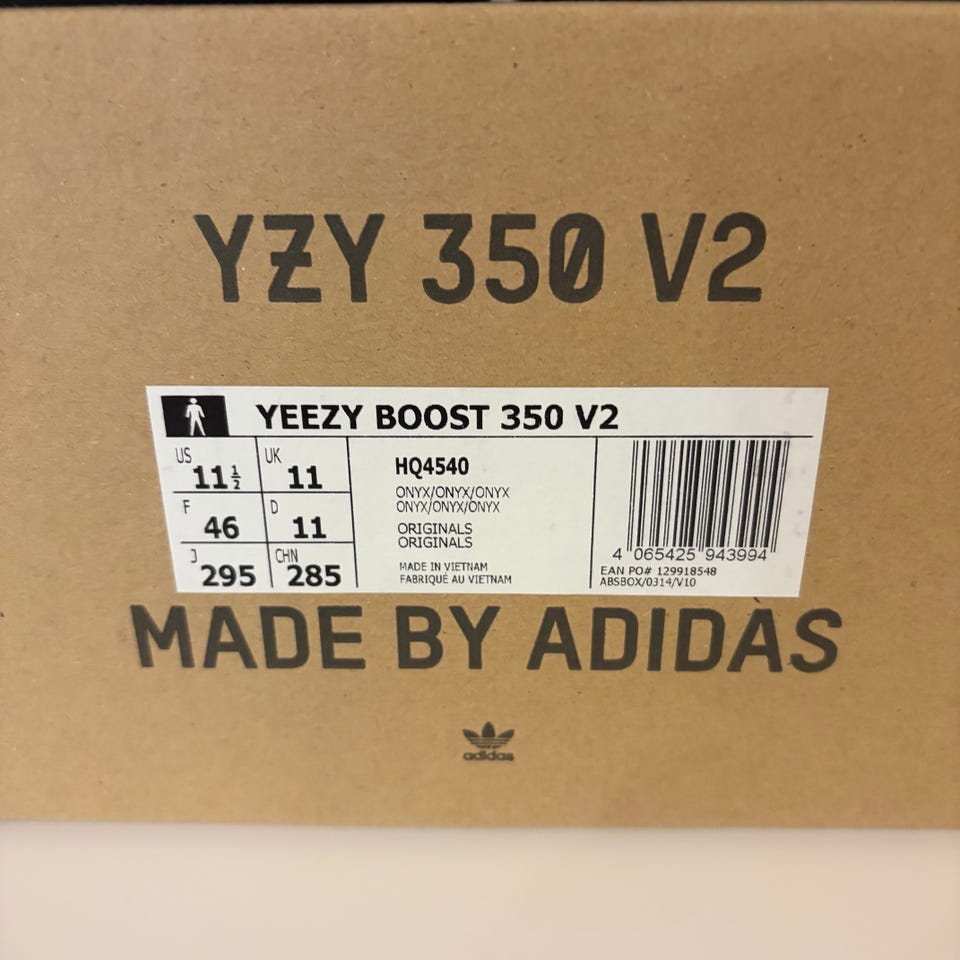 YZY 350 V2
YEEZY BOOST 350 V2
US 11½ UK 11
F 46 D 11
J 295 CHN 285
HQ4540
ONYX/ONYX/ONYX
ONYX/ONYX/ONYX
ORIGINALS
ORIGINALS
MADE IN VIETNAM
FABRIQUÉ AU VIETNAM
4 065425 943994
EAN PO# 129918548
ABSBOX/0314/V10
MADE BY ADIDAS
adidas